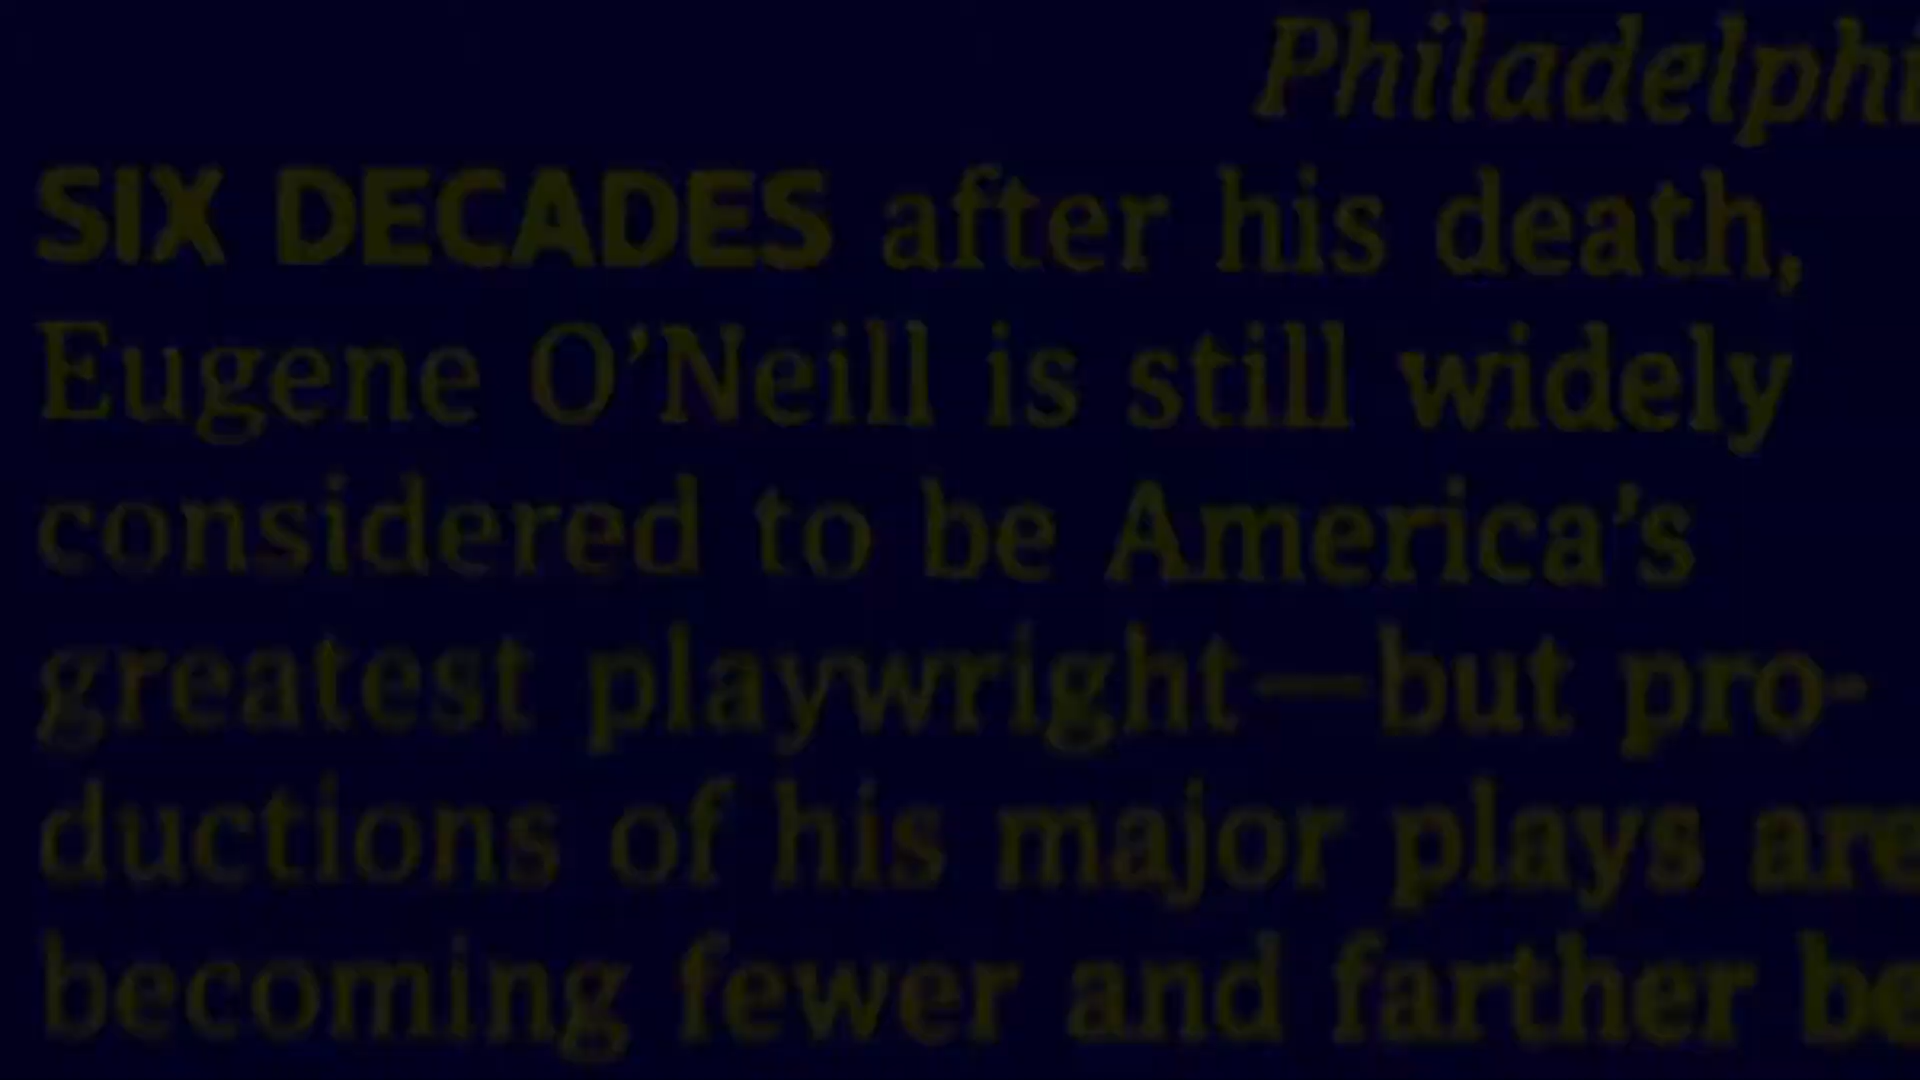 Philadelphi
SIX DECADES after his death,
Eugene O'Neill is still widely
considered to be America's
greatest playwright—but pro-
ductions of his major plays are
becoming fewer and farther be